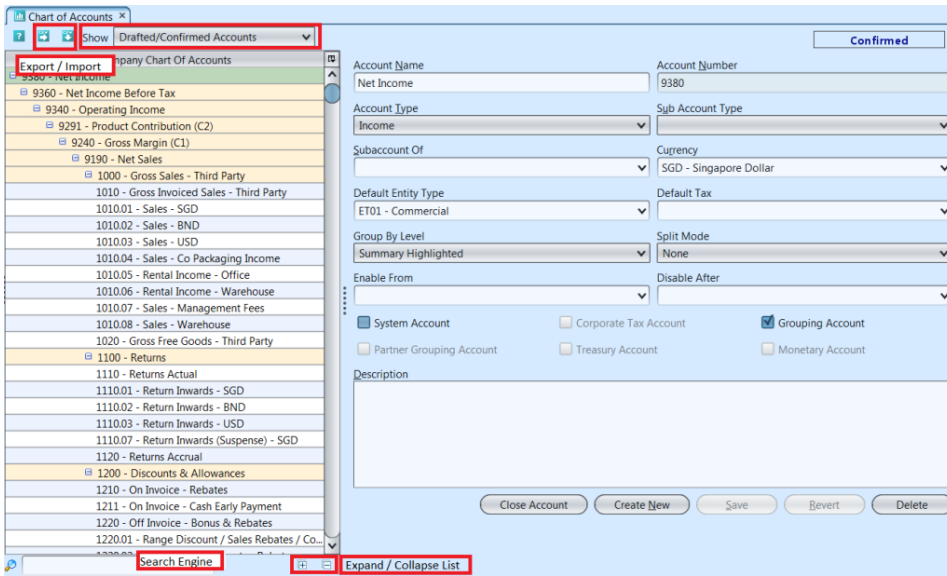 Chart of Accounts ×
? Show Drafted/Confirmed Accounts
Confirmed
Export / Import
mpany Chart Of Accounts
9380 - Net Income
9360 - Net Income Before Tax
9340 - Operating Income
9291 - Product Contribution (C2)
9240 - Gross Margin (C1)
9190 - Net Sales
1000 - Gross Sales - Third Party
1010 - Gross Invoiced Sales - Third Party
1010.01 - Sales - SGD
1010.02 - Sales - BND
1010.03 - Sales - USD
1010.04 - Sales - Co Packaging Income
1010.05 - Rental Income - Office
1010.06 - Rental Income - Warehouse
1010.07 - Sales - Management Fees
1010.08 - Sales - Warehouse
1020 - Gross Free Goods - Third Party
1100 - Returns
1110 - Returns Actual
1110.01 - Return Inwards - SGD
1110.02 - Return Inwards - BND
1110.03 - Return Inwards - USD
1110.07 - Return Inwards (Suspense) - SGD
1120 - Returns Accrual
1200 - Discounts & Allowances
1210 - On Invoice - Rebates
1211 - On Invoice - Cash Early Payment
1220 - Off Invoice - Bonus & Rebates
1220.01 - Range Discount / Sales Rebates / Co...
Search Engine
Expand / Collapse List
Account Name
Account Number
Net Income
9380
Account Type
Sub Account Type
Income
Subaccount Of
Currency
SGD - Singapore Dollar
Default Entity Type
Default Tax
ET01 - Commercial
Group By Level
Split Mode
Summary Highlighted
None
Enable From
Disable After
System Account
Corporate Tax Account
Grouping Account
Partner Grouping Account
Treasury Account
Monetary Account
Description
Close Account
Create New
Save
Revert
Delete